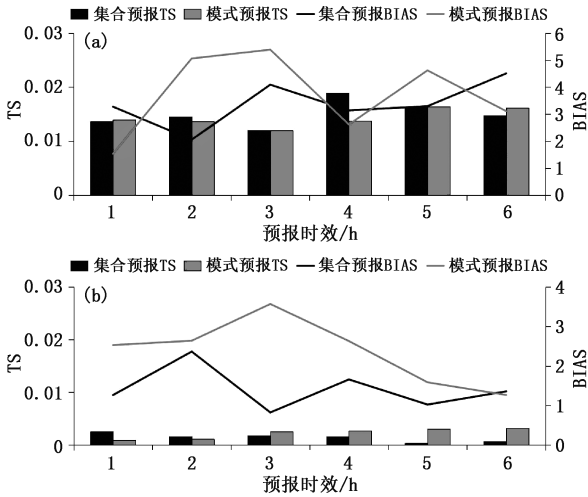 集合预报TS 模式预报TS 集合预报BIAS 模式预报BIAS
0.03 (a) 6
5
0.02 4
TS 3 BIAS
0.01 2
1
0 0
1 2 3 4 5 6
预报时效/h
集合预报TS 模式预报TS 集合预报BIAS 模式预报BIAS
0.03 (b) 4
3
0.02
TS 2 BIAS
0.01 1
0 0
1 2 3 4 5 6
预报时效/h